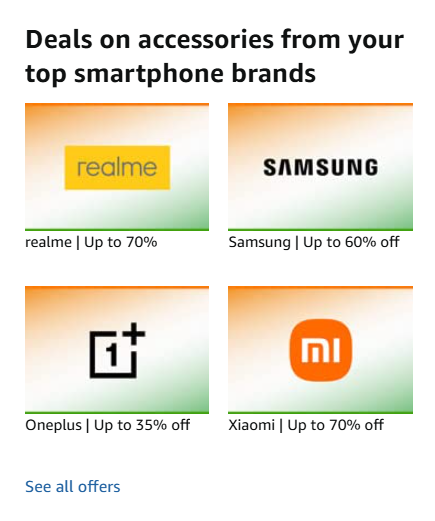 Deals on accessories from your
top smartphone brands
realme
SAMSUNG
realme | Up to 70%
Samsung | Up to 60% off
1+
mi
Oneplus | Up to 35% off
Xiaomi | Up to 70% off
See all offers